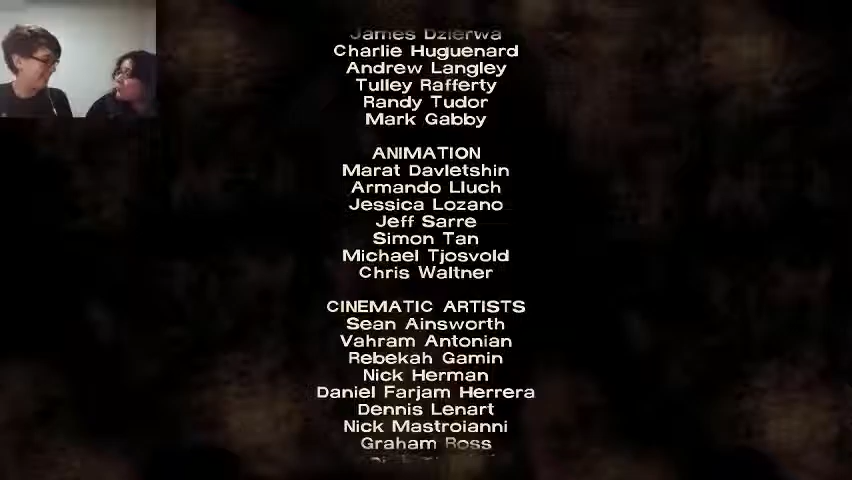 James Dzierwa
Charlie Huguenard
Andrew Langley
Tulley Rafferty
Randy Tudor
Mark Gabby
ANIMATION
Marat Davletshin
Armando Lluch
Jessica Lozano
Jeff Sarre
Simon Tan
Michael Tjosvold
Chris Waltner
CINEMATIC ARTISTS
Sean Ainsworth
Vahram Antonian
Rebekah Gamin
Nick Herman
Daniel Farjam Herrera
Dennis Lenart
Nick Mastroianni
Graham Ross